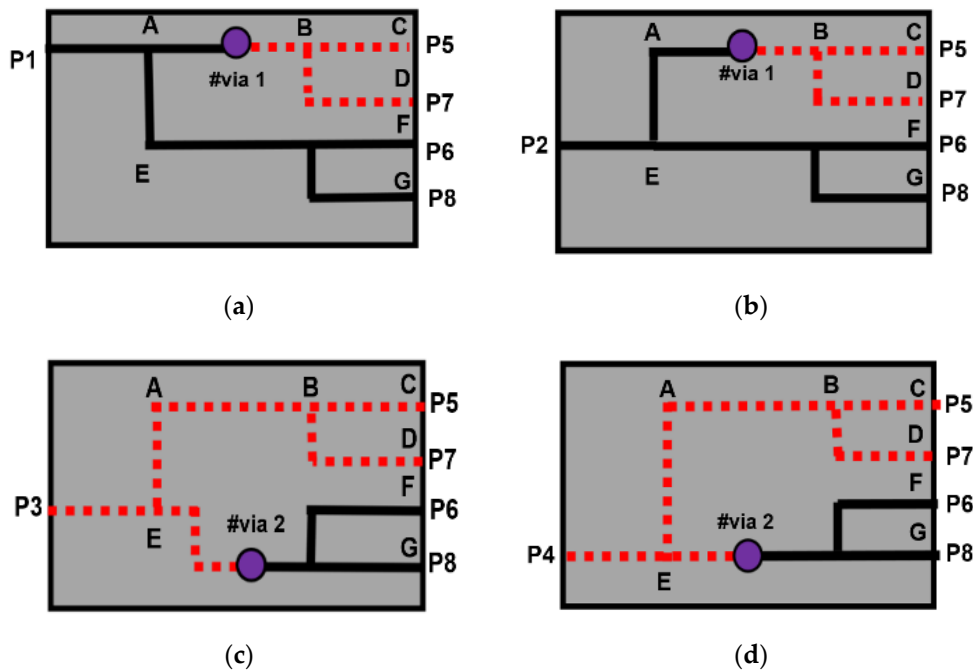 A B C
P1 P5
#via 1
D
P7
F
P6
E
G
P8
(a)
A B C
P5
#via 1
D
P7
F
P2 P6
E
G
P8
(b)
A B C
P5
D
P7
F
P3 P6
E #via 2
G
P8
(c)
A B C
P5
D
P7
F
#via 2 P6
G
P4 P8
E
(d)